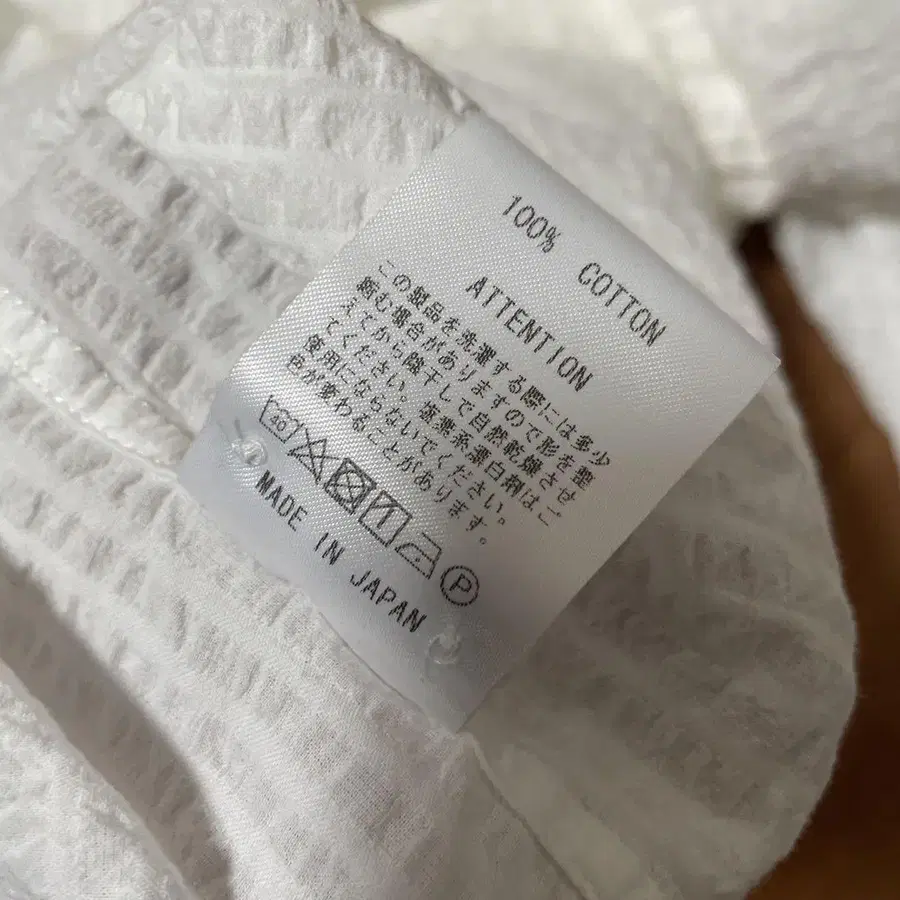 100% COTTON
ATTENTION
この製品を洗濯する際には多少
縮む場合がありますので形を整
えてから陰干しで自然乾燥させ
てください。塩素系漂白剤はご
使用にならないでください。
色が変わることがあります。
40
P
MADE IN JAPAN